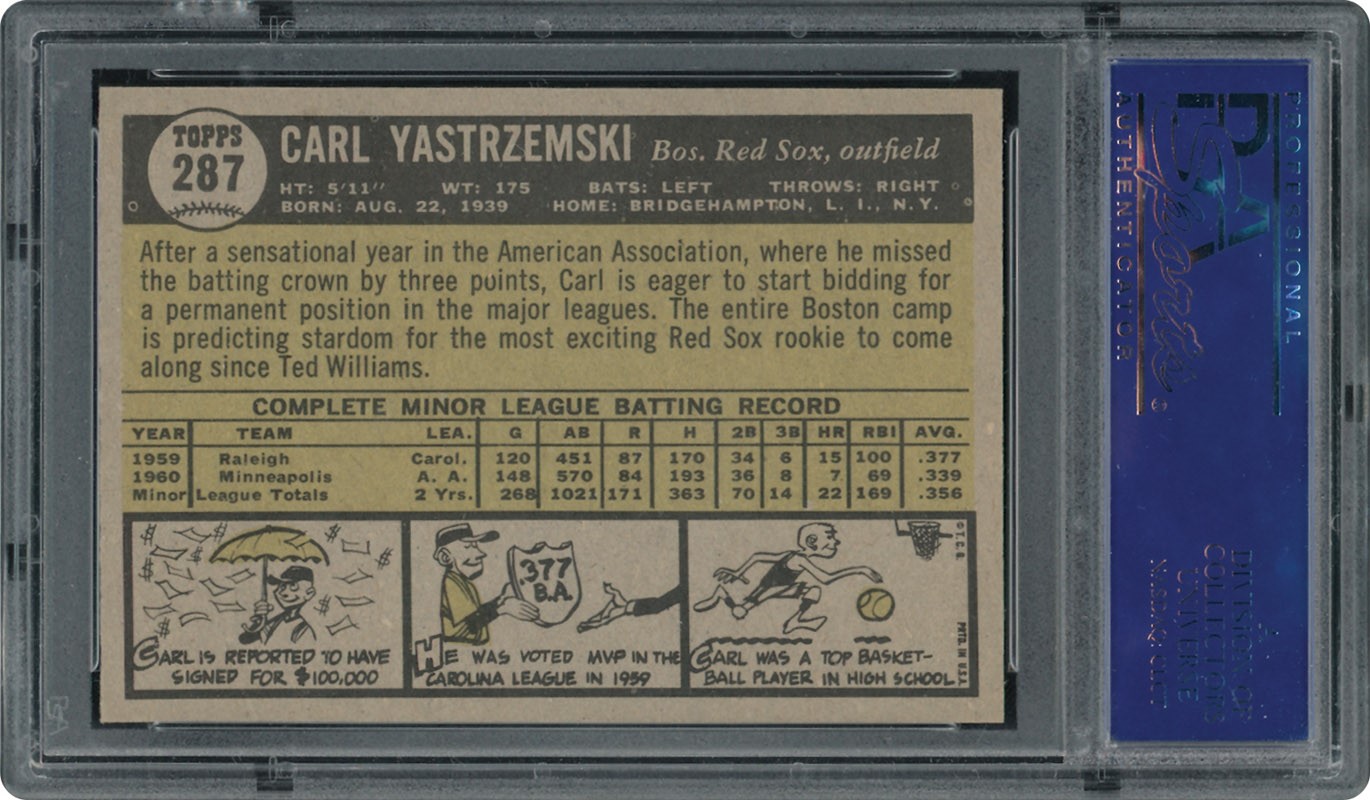 TOPPS
287
CARL YASTRZEMSKI Bos. Red Sox, outfield
HT: 5'11" WT: 175 BATS: LEFT THROWS: RIGHT
BORN: AUG. 22, 1939 HOME: BRIDGEHAMPTON, L. I., N.Y.
After a sensational year in the American Association, where he missed
the batting crown by three points, Carl is eager to start bidding for
a permanent position in the major leagues. The entire Boston camp
is predicting stardom for the most exciting Red Sox rookie to come
along since Ted Williams.
COMPLETE MINOR LEAGUE BATTING RECORD
YEAR TEAM LEA. G AB R H 2B 3B HR RBI AVG.
1959 Raleigh Carol. 120 451 87 170 34 6 15 100 .377
1960 Minneapolis A. A. 148 570 84 193 36 8 7 69 .339
Minor League Totals 2 Yrs. 268 1021 171 363 70 14 22 169 .356
CARL IS REPORTED TO HAVE
SIGNED FOR $100,000
.377
B.A.
HE WAS VOTED MVP IN THE
CAROLINA LEAGUE IN 1959
CARL WAS A TOP BASKET-
BALL PLAYER IN HIGH SCHOOL
© T.C.G.
PRTD. IN U.S.A.
PROFESSIONAL
PSA
Sports
AUTHENTICATOR
A
DIVISION OF
COLLECTORS
UNIVERSE
NASDAQ: CLCT
PSA